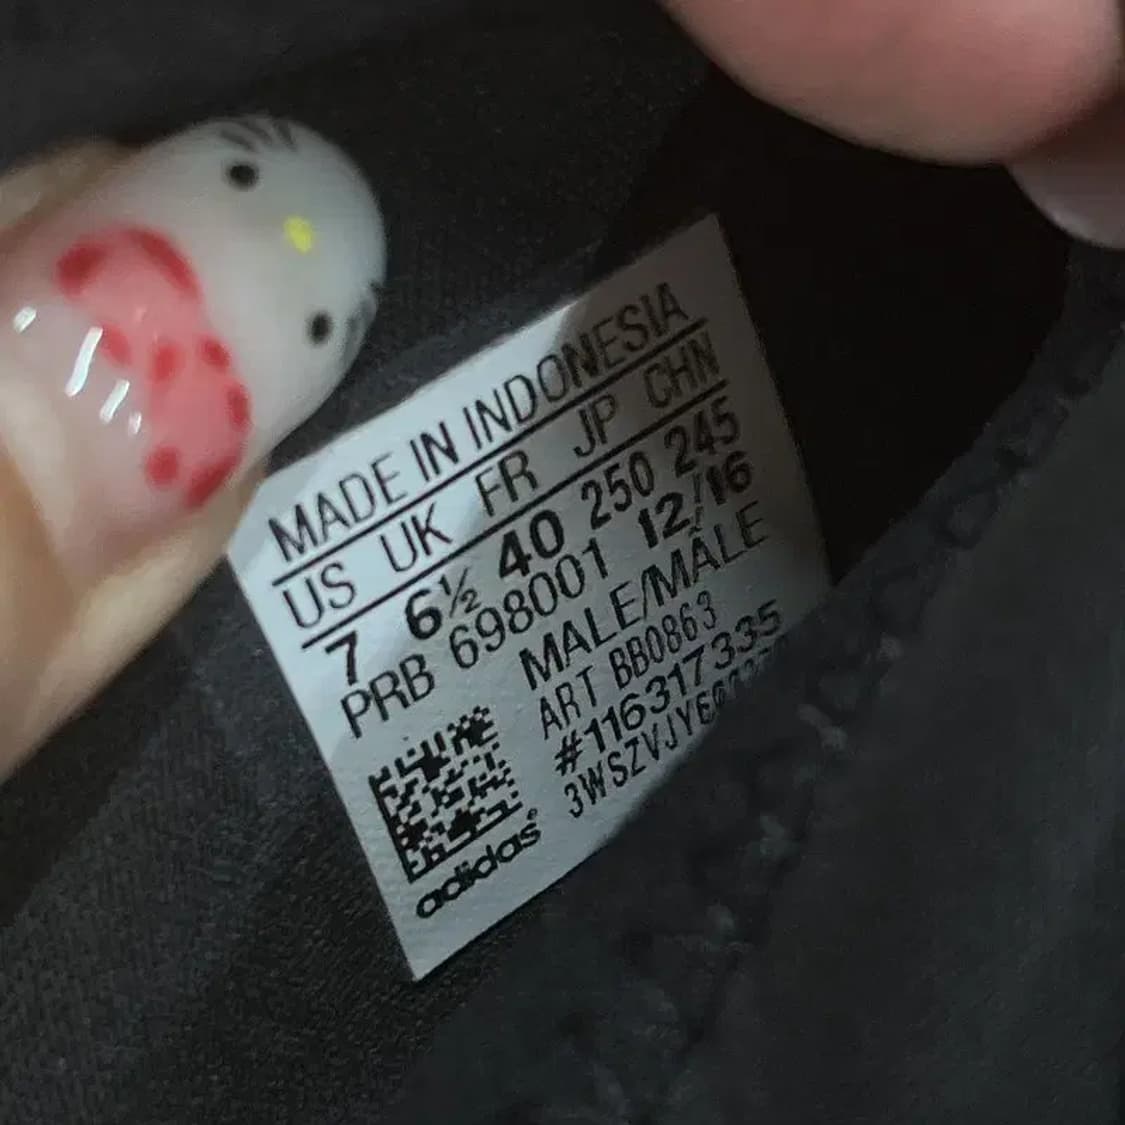 MADE IN INDONESIA
US UK FR JP CHN
7 6½ 40 250 245
PRB 698001 12/16
MALE/MÂLE
ART BB0863
#116317335
adidas